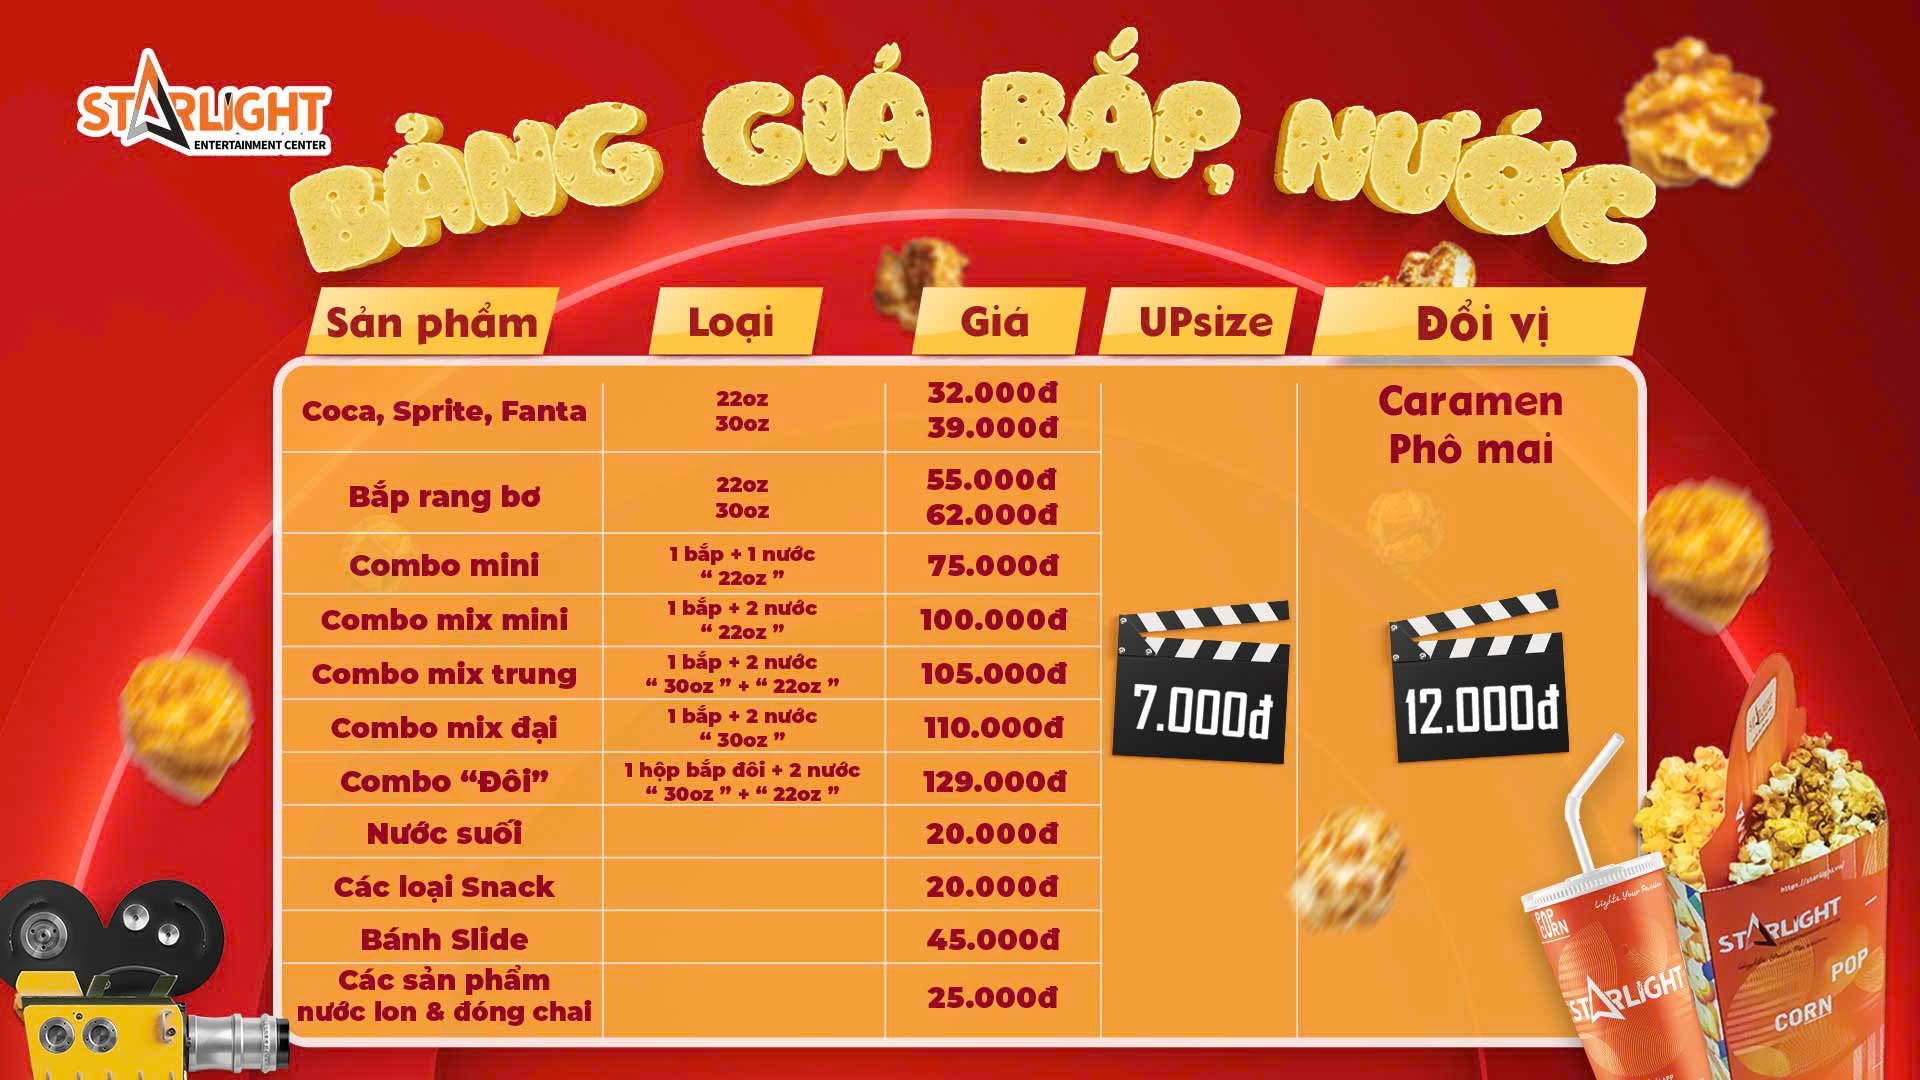 STARLIGHT
ENTERTAINMENT CENTER
BẢNG GIÁ BẮP, NƯỚC
Sản phẩm Loại Giá UPsize Đổi vị
Coca, Sprite, Fanta
22oz
30oz
32.000đ
39.000đ
Caramen
Phô mai
Bắp rang bơ
22oz
30oz
55.000đ
62.000đ
Combo mini
1 bắp + 1 nước
“ 22oz ”
75.000đ
Combo mix mini
1 bắp + 2 nước
“ 22oz ”
100.000đ
Combo mix trung
1 bắp + 2 nước
“ 30oz ” + “ 22oz ”
105.000đ
7.000đ
12.000đ
Combo mix đại
1 bắp + 2 nước
“ 30oz ”
110.000đ
Combo “Đôi”
1 hộp bắp đôi + 2 nước
“ 30oz ” + “ 22oz ”
129.000đ
Nước suối 20.000đ
Các loại Snack 20.000đ
Bánh Slide 45.000đ
Các sản phẩm
nước lon & đóng chai
25.000đ
POP
CORN
STARLIGHT
STARLIGHT
POP
CORN